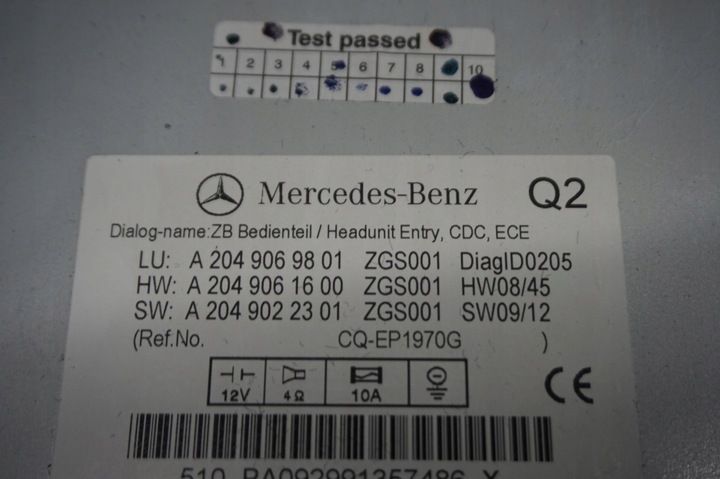 Test passed
1 2 3 4 5 6 7 8 10
Mercedes-Benz Q2
Dialog-name:ZB Bedienteil / Headunit Entry, CDC, ECE
LU: A 204 906 98 01 ZGS001 DiagID0205
HW: A 204 906 16 00 ZGS001 HW08/45
SW: A 204 902 23 01 ZGS001 SW09/12
(Ref.No. CQ-EP1970G )
12V 4Ω 10A CE